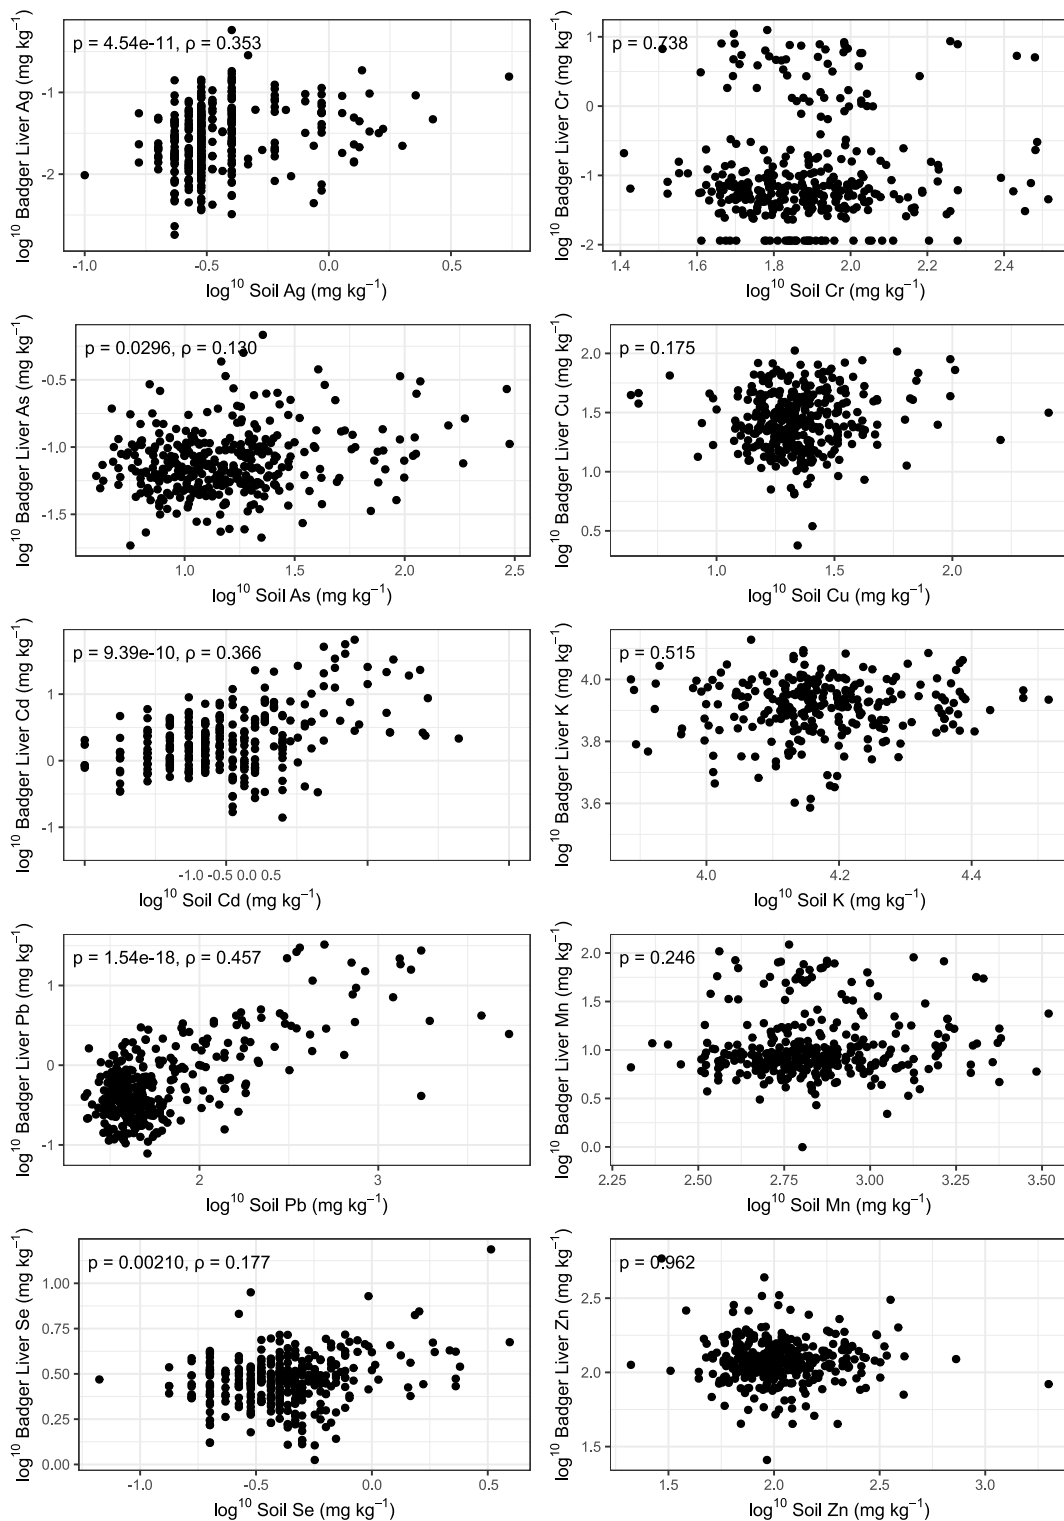 p = 4.54e-11, ρ = 0.353
log¹⁰ Badger Liver Ag (mg kg⁻¹)
-1
-2
-1.0 -0.5 0.0 0.5
log¹⁰ Soil Ag (mg kg⁻¹)
p = 0.738
log¹⁰ Badger Liver Cr (mg kg⁻¹)
1
0
-1
-2
1.4 1.6 1.8 2.0 2.2 2.4
log¹⁰ Soil Cr (mg kg⁻¹)
p = 0.0296, ρ = 0.130
log¹⁰ Badger Liver As (mg kg⁻¹)
-0.5
-1.0
-1.5
1.0 1.5 2.0 2.5
log¹⁰ Soil As (mg kg⁻¹)
p = 0.175
log¹⁰ Badger Liver Cu (mg kg⁻¹)
2.0
1.5
1.0
0.5
1.0 1.5 2.0
log¹⁰ Soil Cu (mg kg⁻¹)
p = 9.39e-10, ρ = 0.366
log¹⁰ Badger Liver Cd (mg kg⁻¹)
1
0
-1
-1.0 -0.5 0.0 0.5
log¹⁰ Soil Cd (mg kg⁻¹)
p = 0.515
log¹⁰ Badger Liver K (mg kg⁻¹)
4.0
3.8
3.6
4.0 4.2 4.4
log¹⁰ Soil K (mg kg⁻¹)
p = 1.54e-18, ρ = 0.457
log¹⁰ Badger Liver Pb (mg kg⁻¹)
1
0
-1
2 3
log¹⁰ Soil Pb (mg kg⁻¹)
p = 0.246
log¹⁰ Badger Liver Mn (mg kg⁻¹)
2.0
1.5
1.0
0.5
0.0
2.25 2.50 2.75 3.00 3.25 3.50
log¹⁰ Soil Mn (mg kg⁻¹)
p = 0.00210, ρ = 0.177
log¹⁰ Badger Liver Se (mg kg⁻¹)
1.00
0.75
0.50
0.25
0.00
-1.0 -0.5 0.0 0.5
log¹⁰ Soil Se (mg kg⁻¹)
p = 0.962
log¹⁰ Badger Liver Zn (mg kg⁻¹)
2.5
2.0
1.5
1.5 2.0 2.5 3.0
log¹⁰ Soil Zn (mg kg⁻¹)